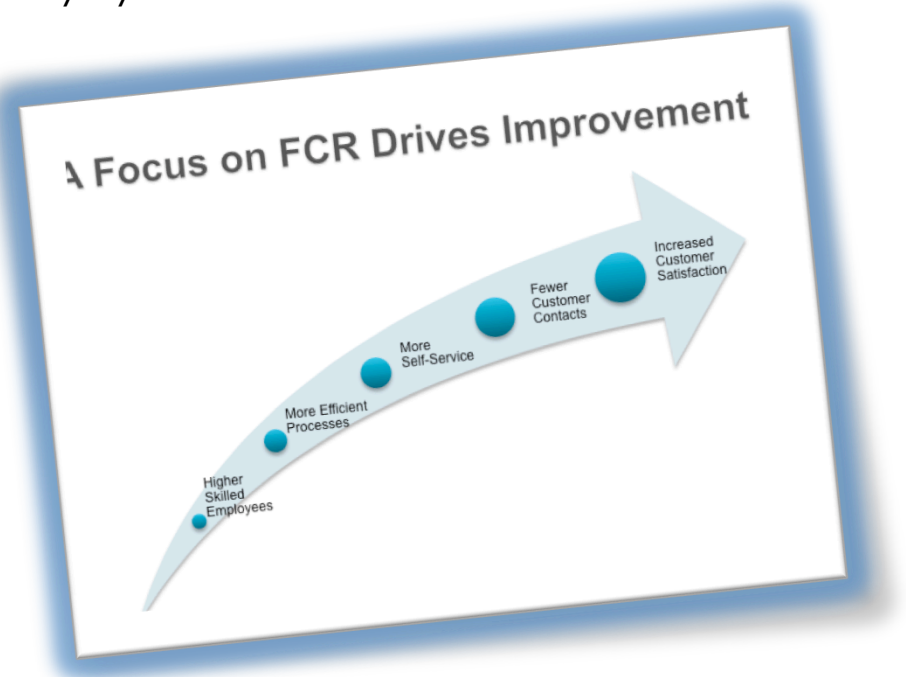 A Focus on FCR Drives Improvement
Increased
Customer
Satisfaction
Fewer
Customer
Contacts
More
Self-Service
More Efficient
Processes
Higher
Skilled
Employees